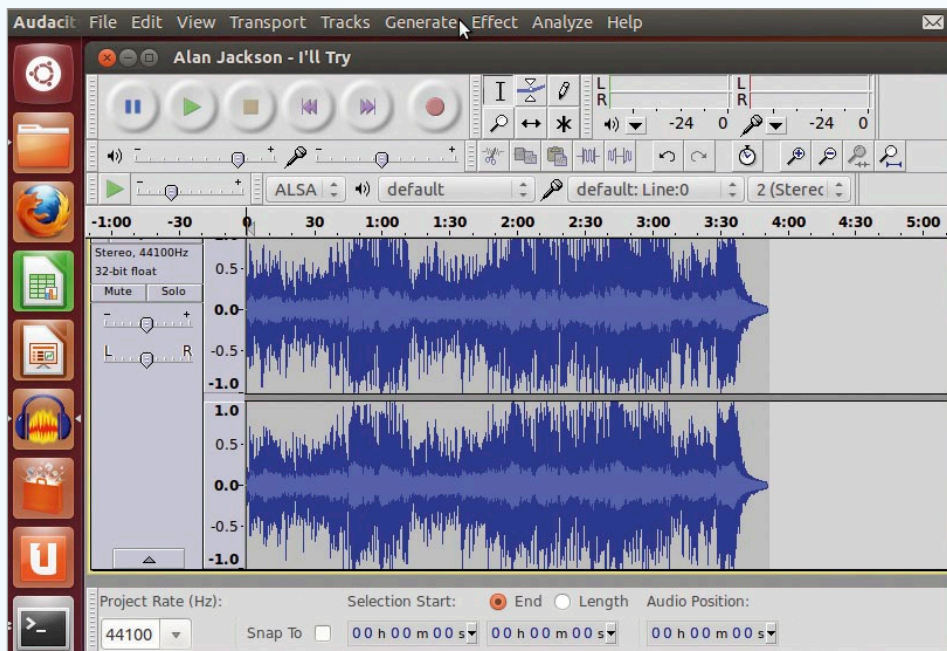 Audacit File Edit View Transport Tracks Generate Effect Analyze Help
Alan Jackson - I'll Try
L
R
-24 0
L
R
-24 0
- +
- +
- +
ALSA
default
default: Line:0
2 (Sterec
-1:00 -30 0 30 1:00 1:30 2:00 2:30 3:00 3:30 4:00 4:30 5:00
Stereo, 44100Hz
32-bit float
Mute Solo
- +
L R
0.5
0.0
-0.5
-1.0
1.0
0.5
0.0
-0.5
-1.0
Project Rate (Hz): Selection Start: End Length Audio Position:
44100 Snap To 00 h 00 m 00 s 00 h 00 m 00 s 00 h 00 m 00 s